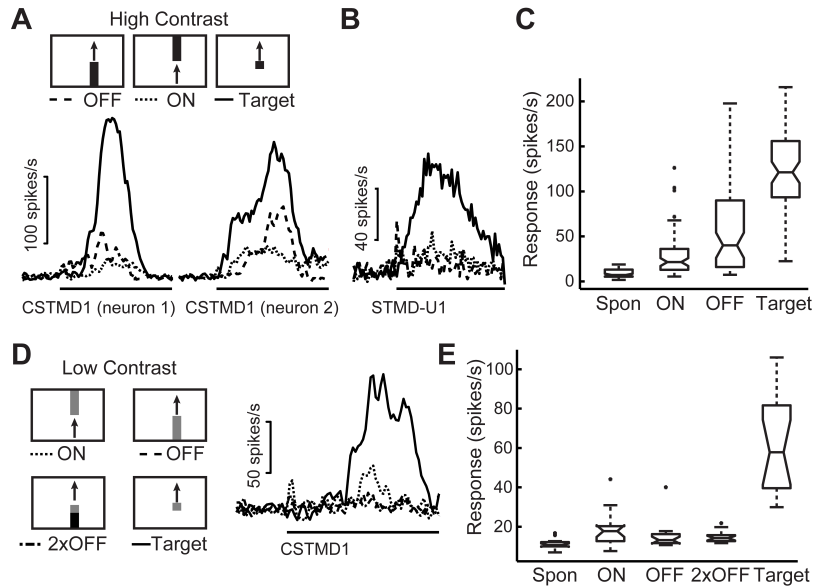 A
High Contrast
OFF ON Target
100 spikes/s
CSTMD1 (neuron 1) CSTMD1 (neuron 2)
B
40 spikes/s
STMD-U1
C
Response (spikes/s)
200
150
100
50
0
Spon ON OFF Target
D
Low Contrast
ON OFF
2xOFF Target
50 spikes/s
CSTMD1
E
Response (spikes/s)
100
80
60
40
20
Spon ON OFF 2xOFF Target